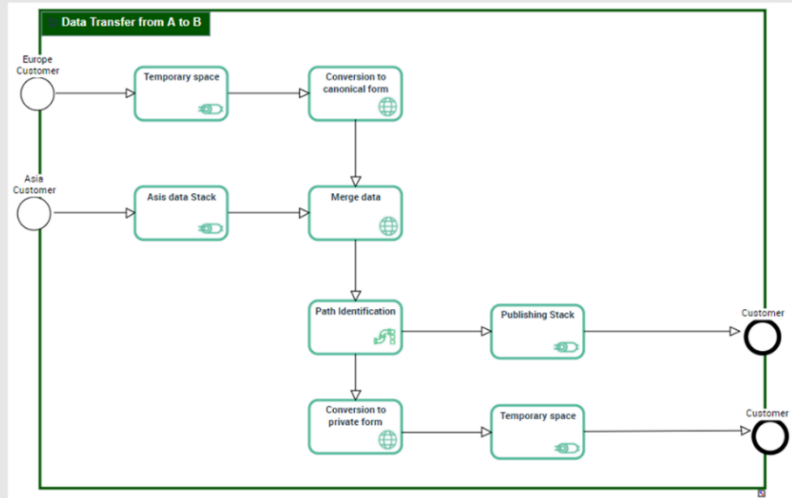 Data Transfer from A to B
Europe
Customer
Temporary space
Conversion to
canonical form
Asia
Customer
Asis data Stack
Merge data
Path Identification
Publishing Stack
Customer
Conversion to
private form
Temporary space
Customer